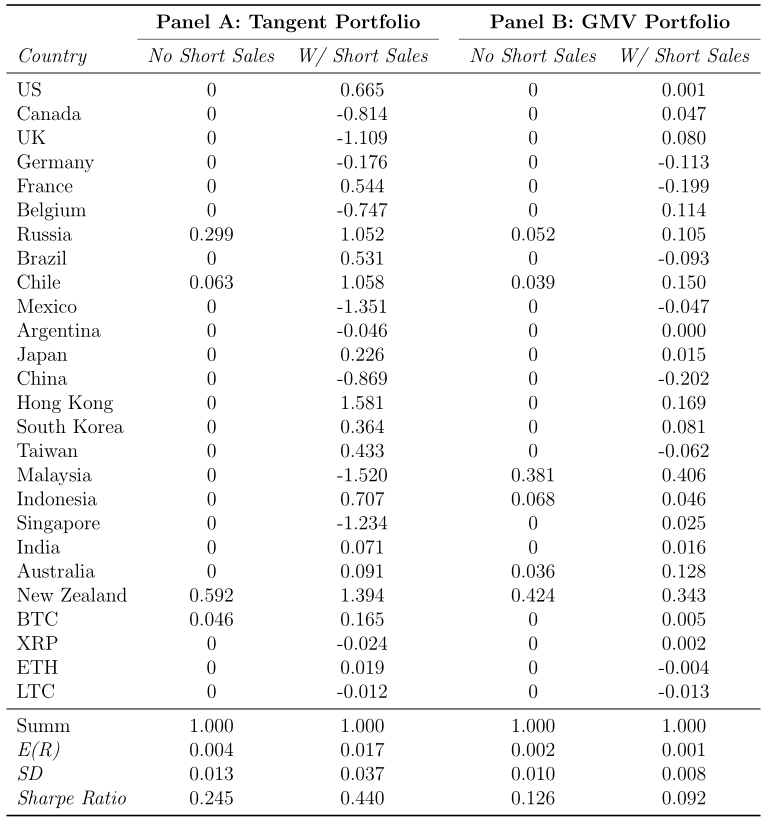 Panel A: Tangent Portfolio Panel B: GMV Portfolio
Country No Short Sales W/ Short Sales No Short Sales W/ Short Sales
US 0 0.665 0 0.001
Canada 0 -0.814 0 0.047
UK 0 -1.109 0 0.080
Germany 0 -0.176 0 -0.113
France 0 0.544 0 -0.199
Belgium 0 -0.747 0 0.114
Russia 0.299 1.052 0.052 0.105
Brazil 0 0.531 0 -0.093
Chile 0.063 1.058 0.039 0.150
Mexico 0 -1.351 0 -0.047
Argentina 0 -0.046 0 0.000
Japan 0 0.226 0 0.015
China 0 -0.869 0 -0.202
Hong Kong 0 1.581 0 0.169
South Korea 0 0.364 0 0.081
Taiwan 0 0.433 0 -0.062
Malaysia 0 -1.520 0.381 0.406
Indonesia 0 0.707 0.068 0.046
Singapore 0 -1.234 0 0.025
India 0 0.071 0 0.016
Australia 0 0.091 0.036 0.128
New Zealand 0.592 1.394 0.424 0.343
BTC 0.046 0.165 0 0.005
XRP 0 -0.024 0 0.002
ETH 0 0.019 0 -0.004
LTC 0 -0.012 0 -0.013
Summ 1.000 1.000 1.000 1.000
E(R) 0.004 0.017 0.002 0.001
SD 0.013 0.037 0.010 0.008
Sharpe Ratio 0.245 0.440 0.126 0.092